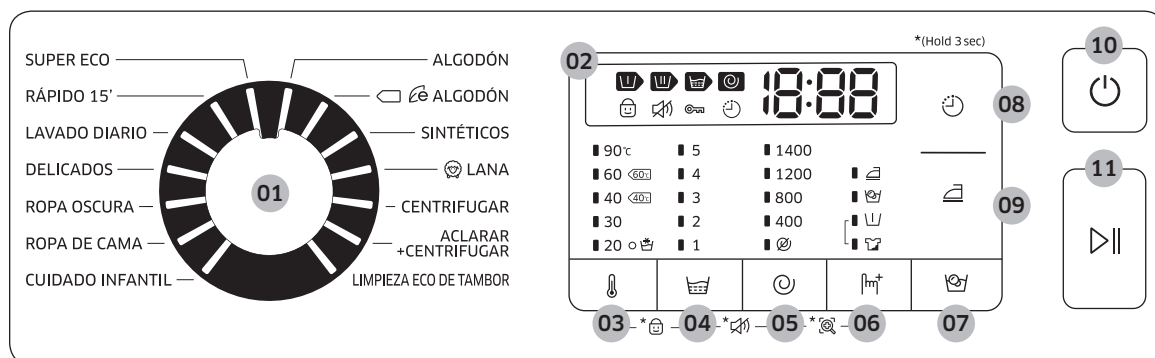 *(Hold 3 sec)
SUPER ECO
RÁPIDO 15'
LAVADO DIARIO
DELICADOS
ROPA OSCURA
ROPA DE CAMA
CUIDADO INFANTIL
01
ALGODÓN
e ALGODÓN
SINTÉTICOS
LANA
CENTRIFUGAR
ACLARAR
+CENTRIFUGAR
LIMPIEZA ECO DE TAMBOR
02
18:88
90℃ 5 1400
60 60℃ 4 1200
40 40℃ 3 800
30 2 400
20 1
03 * 04 * 05 * 06 07
08
09
10
11